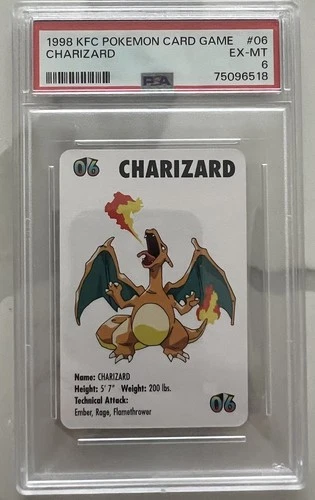 1998 KFC POKEMON CARD GAME #06
CHARIZARD EX-MT
6
PSA 75096518
06 CHARIZARD
Name: CHARIZARD
Height: 5' 7" Weight: 200 lbs.
Technical Attack:
Ember, Rage, Flamethrower
06